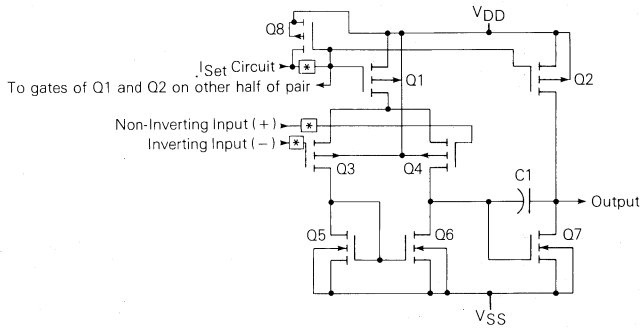 VDD
Q8
ISet Circuit
*
Q1
Q2
To gates of Q1 and Q2 on other half of pair
Non-Inverting Input (+)
*
Inverting Input (−)
*
Q3
Q4
C1
Output
Q5
Q6
Q7
VSS